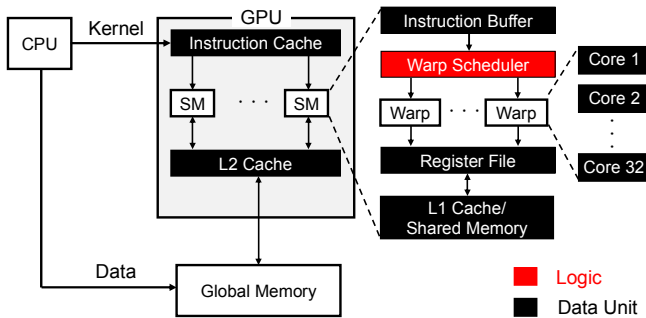 GPU
CPU
Kernel
Instruction Cache
SM
. . .
SM
L2 Cache
Data
Global Memory
Instruction Buffer
Warp Scheduler
Warp
. . .
Warp
Register File
L1 Cache/
Shared Memory
Core 1
Core 2
Core 32
Logic
Data Unit